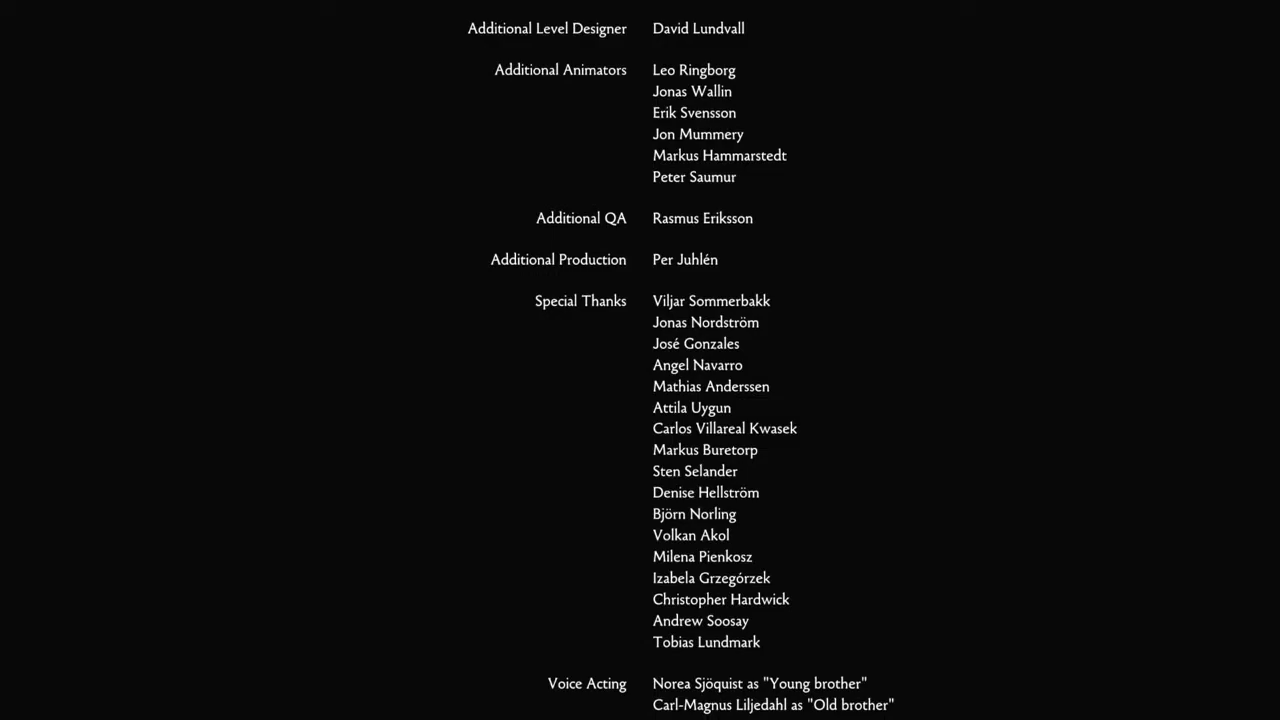 Additional Level Designer David Lundvall
Additional Animators Leo Ringborg
Jonas Wallin
Erik Svensson
Jon Mummery
Markus Hammarstedt
Peter Saumur
Additional QA Rasmus Eriksson
Additional Production Per Juhlén
Special Thanks Viljar Sommerbakk
Jonas Nordström
José Gonzales
Angel Navarro
Mathias Anderssen
Attila Uygun
Carlos Villareal Kwasek
Markus Buretorp
Sten Selander
Denise Hellström
Björn Norling
Volkan Akol
Milena Pienkosz
Izabela Grzegórzek
Christopher Hardwick
Andrew Soosay
Tobias Lundmark
Voice Acting Norea Sjöquist as "Young brother"
Carl-Magnus Liljedahl as "Old brother"